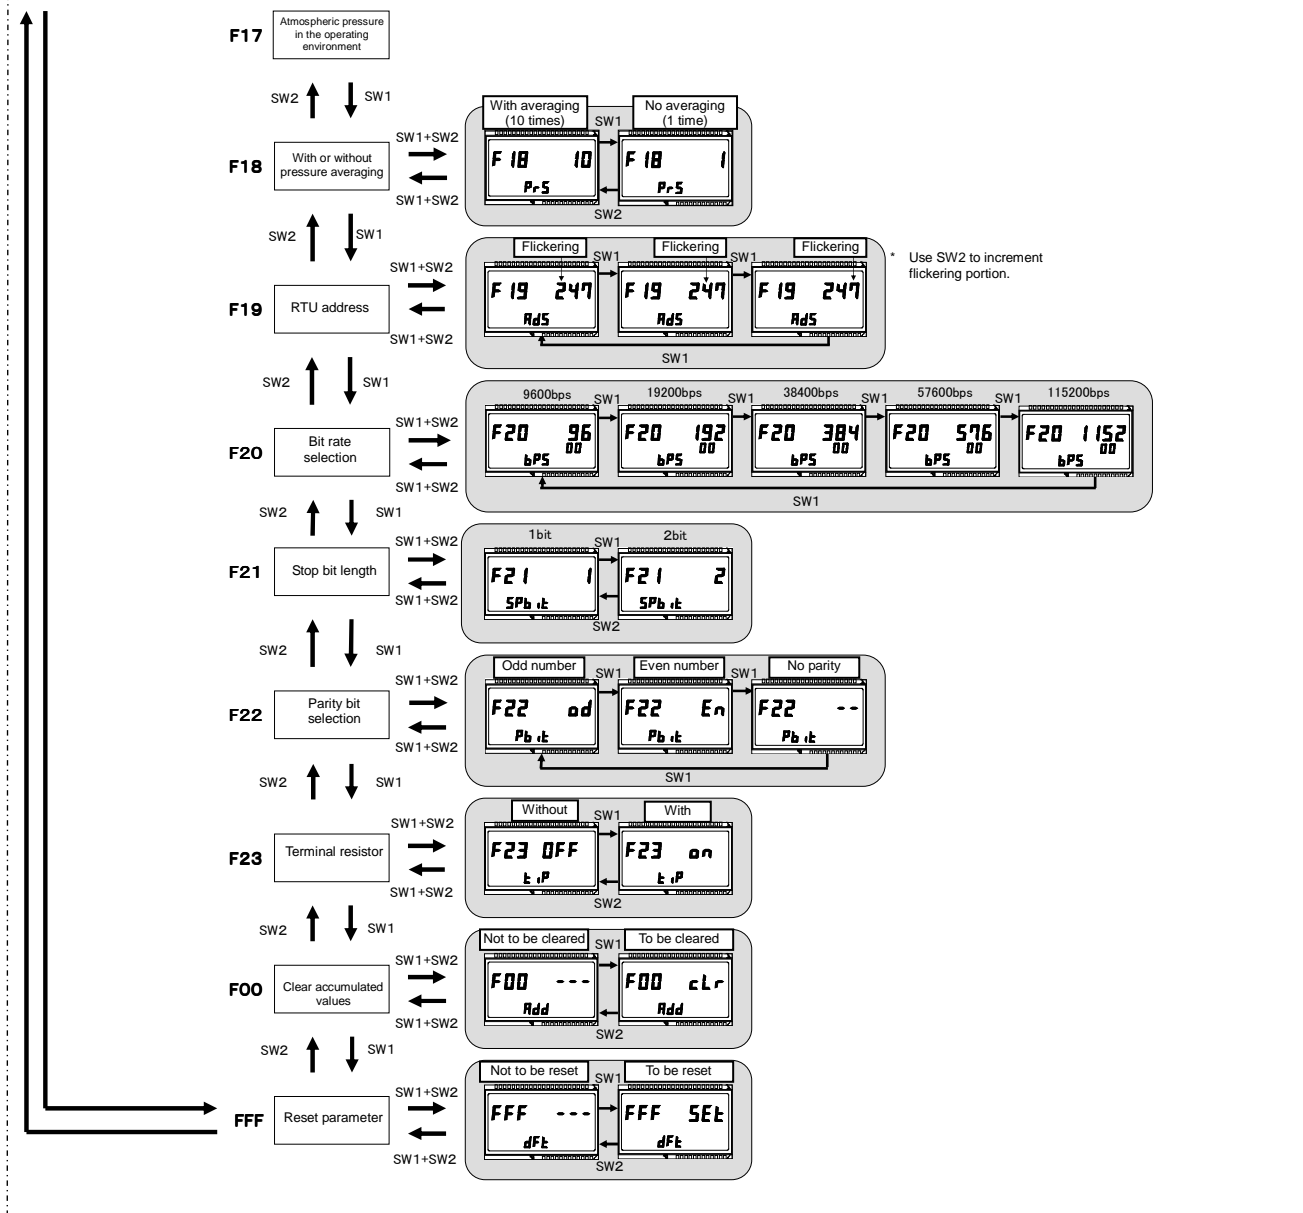 F17
Atmospheric pressure
in the operating
environment
SW2
SW1
With averaging
(10 times)
SW1
No averaging
(1 time)
SW1+SW2
F18
With or without
pressure averaging
SW1+SW2
F18 10
PrS
F18 1
PrS
SW2
SW2
SW1
Flickering
SW1
Flickering
SW1
Flickering
* Use SW2 to increment
flickering portion.
SW1+SW2
F19
RTU address
SW1+SW2
F19 247
AdS
F19 247
AdS
F19 247
AdS
SW1
SW2
SW1
9600bps
SW1
19200bps
SW1
38400bps
SW1
57600bps
SW1
115200bps
SW1+SW2
F20
Bit rate
selection
SW1+SW2
F20 96
00
bPS
F20 192
00
bPS
F20 384
00
bPS
F20 576
00
bPS
F20 1152
00
bPS
SW1
SW2
SW1
1bit
SW1
2bit
SW1+SW2
F21
Stop bit length
SW1+SW2
F21 1
SPbit
F21 2
SPbit
SW2
SW2
SW1
Odd number
SW1
Even number
SW1
No parity
SW1+SW2
F22
Parity bit
selection
SW1+SW2
F22 od
Pbit
F22 En
Pbit
F22 --
Pbit
SW1
SW2
SW1
Without
SW1
With
SW1+SW2
F23
Terminal resistor
SW1+SW2
F23 OFF
tiP
F23 on
tiP
SW2
SW2
SW1
Not to be cleared
SW1
To be cleared
SW1+SW2
F00
Clear accumulated
values
SW1+SW2
F00 ---
Add
F00 cLr
Add
SW2
SW2
SW1
Not to be reset
SW1
To be reset
SW1+SW2
FFF
Reset parameter
SW1+SW2
FFF ---
dFt
FFF SEt
dFt
SW2